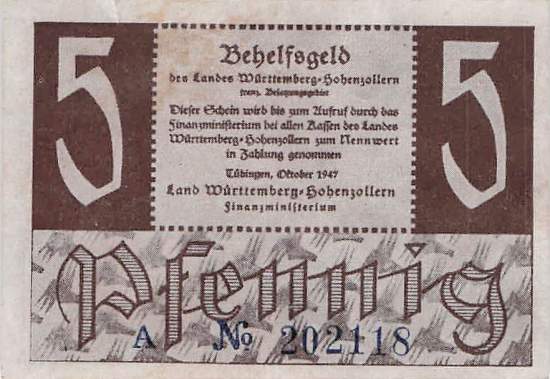 5 5
Behelfsgeld
des Landes Württemberg-Hohenzollern
franz. Besetzungsgebiet
Dieser Schein wird bis zum Aufruf durch das
Finanzministerium bei allen Kassen des Landes
Württemberg-Hohenzollern zum Nennwert
in Zahlung genommen
Tübingen, Oktober 1947
Land Württemberg-Hohenzollern
Finanzministerium
Pfennig
A № 202118